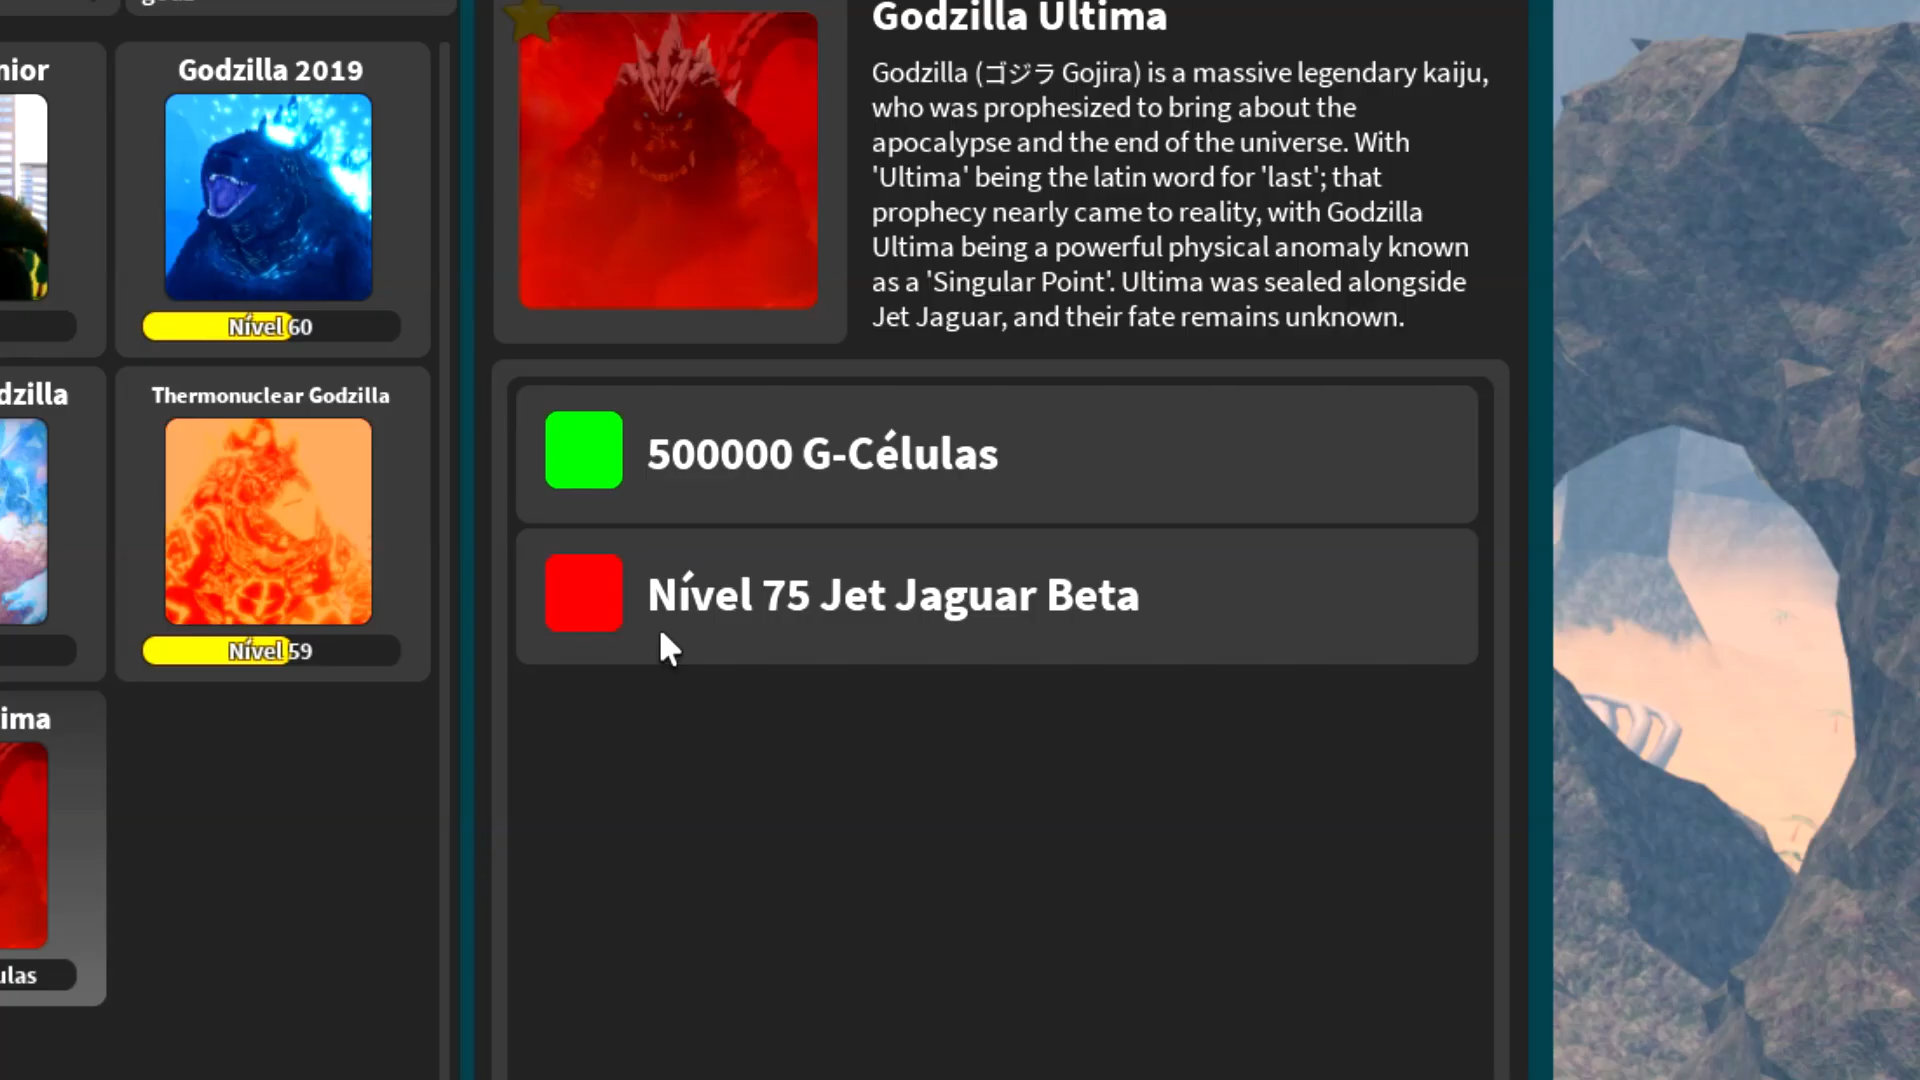 nior
Godzilla 2019
Nível 60
dzilla
Thermonuclear Godzilla
Nível 59
ima
ulas
Godzilla Ultima
Godzilla (ゴジラ Gojira) is a massive legendary kaiju,
who was prophesized to bring about the
apocalypse and the end of the universe. With
'Ultima' being the latin word for 'last'; that
prophecy nearly came to reality, with Godzilla
Ultima being a powerful physical anomaly known
as a 'Singular Point'. Ultima was sealed alongside
Jet Jaguar, and their fate remains unknown.
500000 G-Células
Nível 75 Jet Jaguar Beta